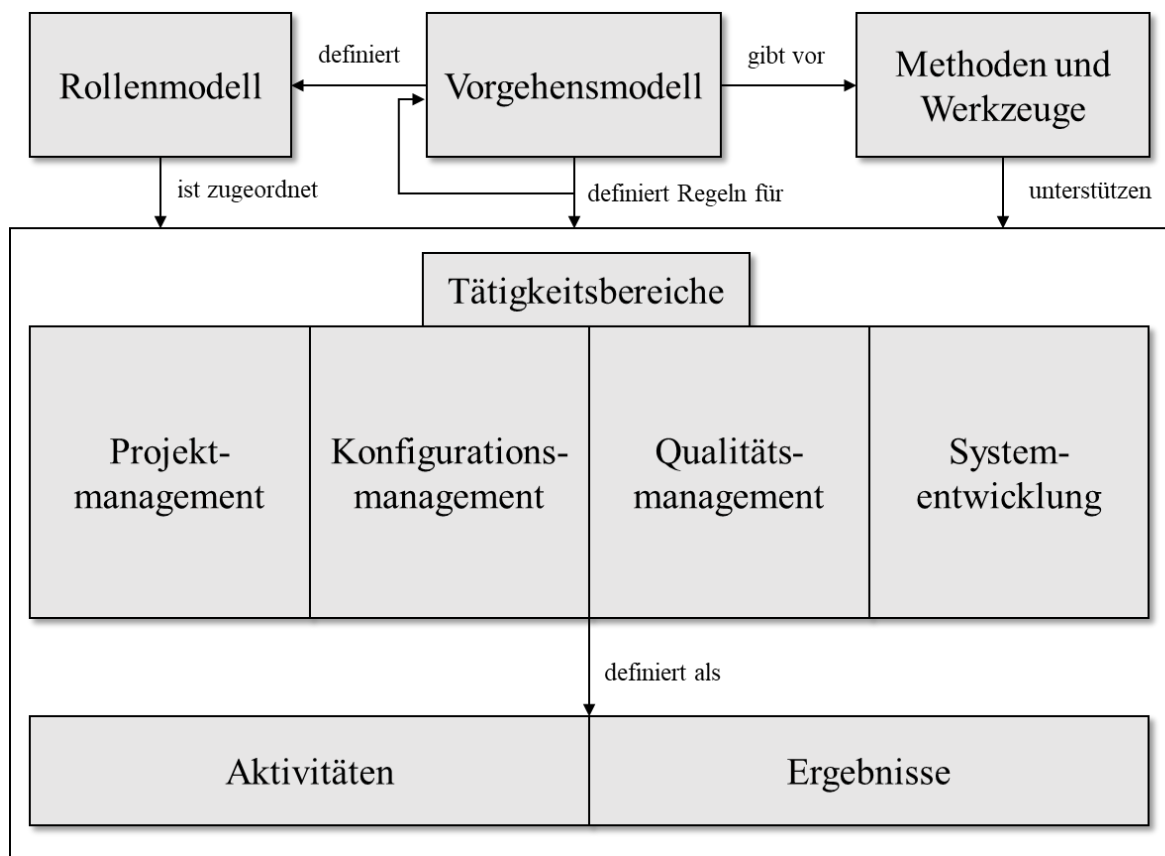 Rollenmodell
definiert
Vorgehensmodell
gibt vor
Methoden und
Werkzeuge
ist zugeordnet
definiert Regeln für
unterstützen
Tätigkeitsbereiche
Projekt-
management
Konfigurations-
management
Qualitäts-
management
System-
entwicklung
definiert als
Aktivitäten
Ergebnisse